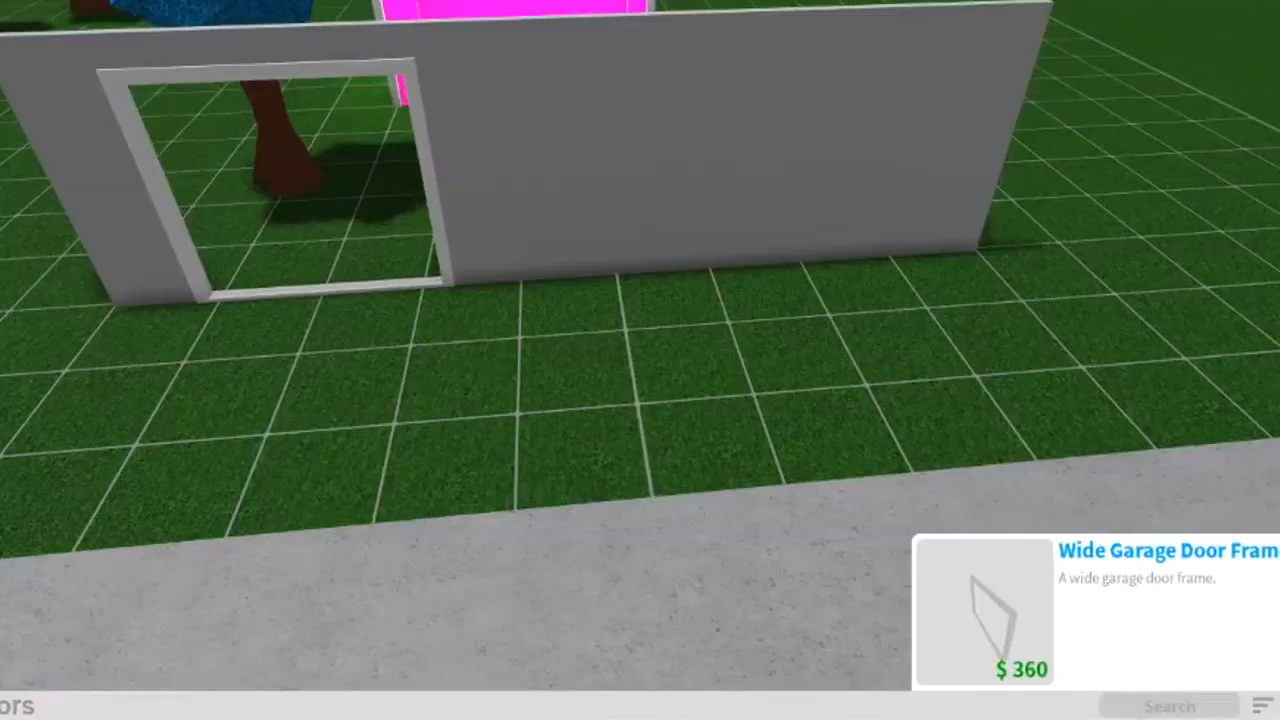 Wide Garage Door Fram
A wide garage door frame.
$ 360
ors
Search